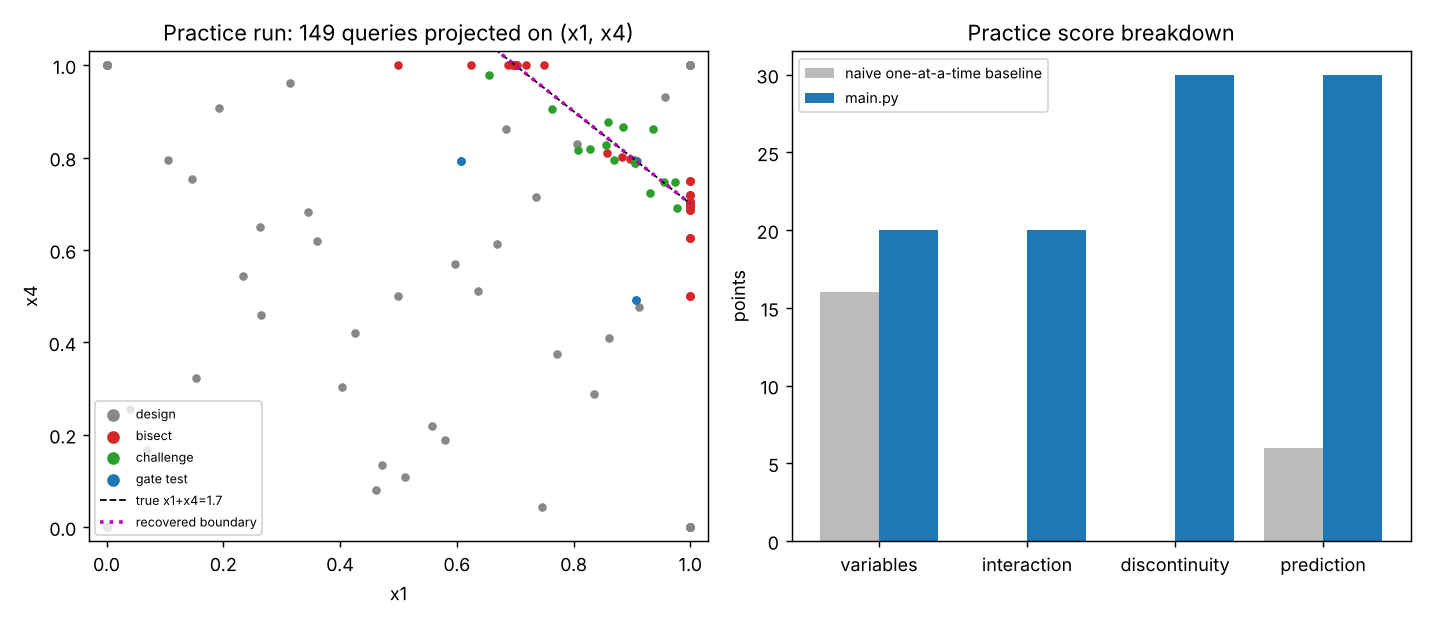 Practice run: 149 queries projected on (x1, x4)
1.0
0.8
0.6
0.4
0.2
0.0
x4
design
bisect
challenge
gate test
true x1+x4=1.7
recovered boundary
0.0
0.2
0.4
0.6
0.8
1.0
x1
Practice score breakdown
naive one-at-a-time baseline
main.py
30
25
20
15
10
5
0
points
variables
interaction
discontinuity
prediction